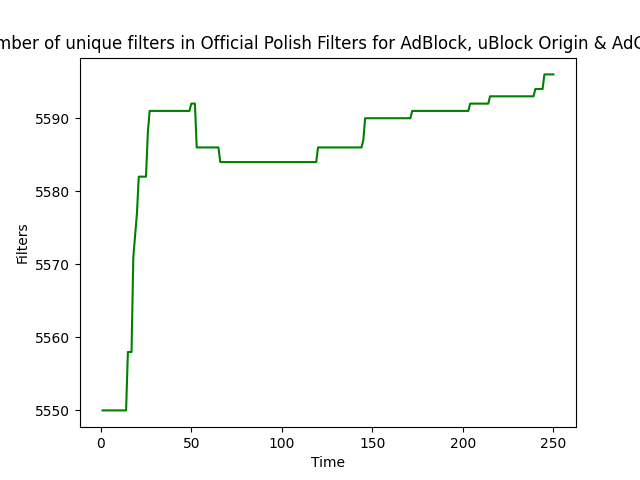 mber of unique filters in Official Polish Filters for AdBlock, uBlock Origin & AdG
5590
5580
5570
5560
5550
Filters
0 50 100 150 200 250
Time